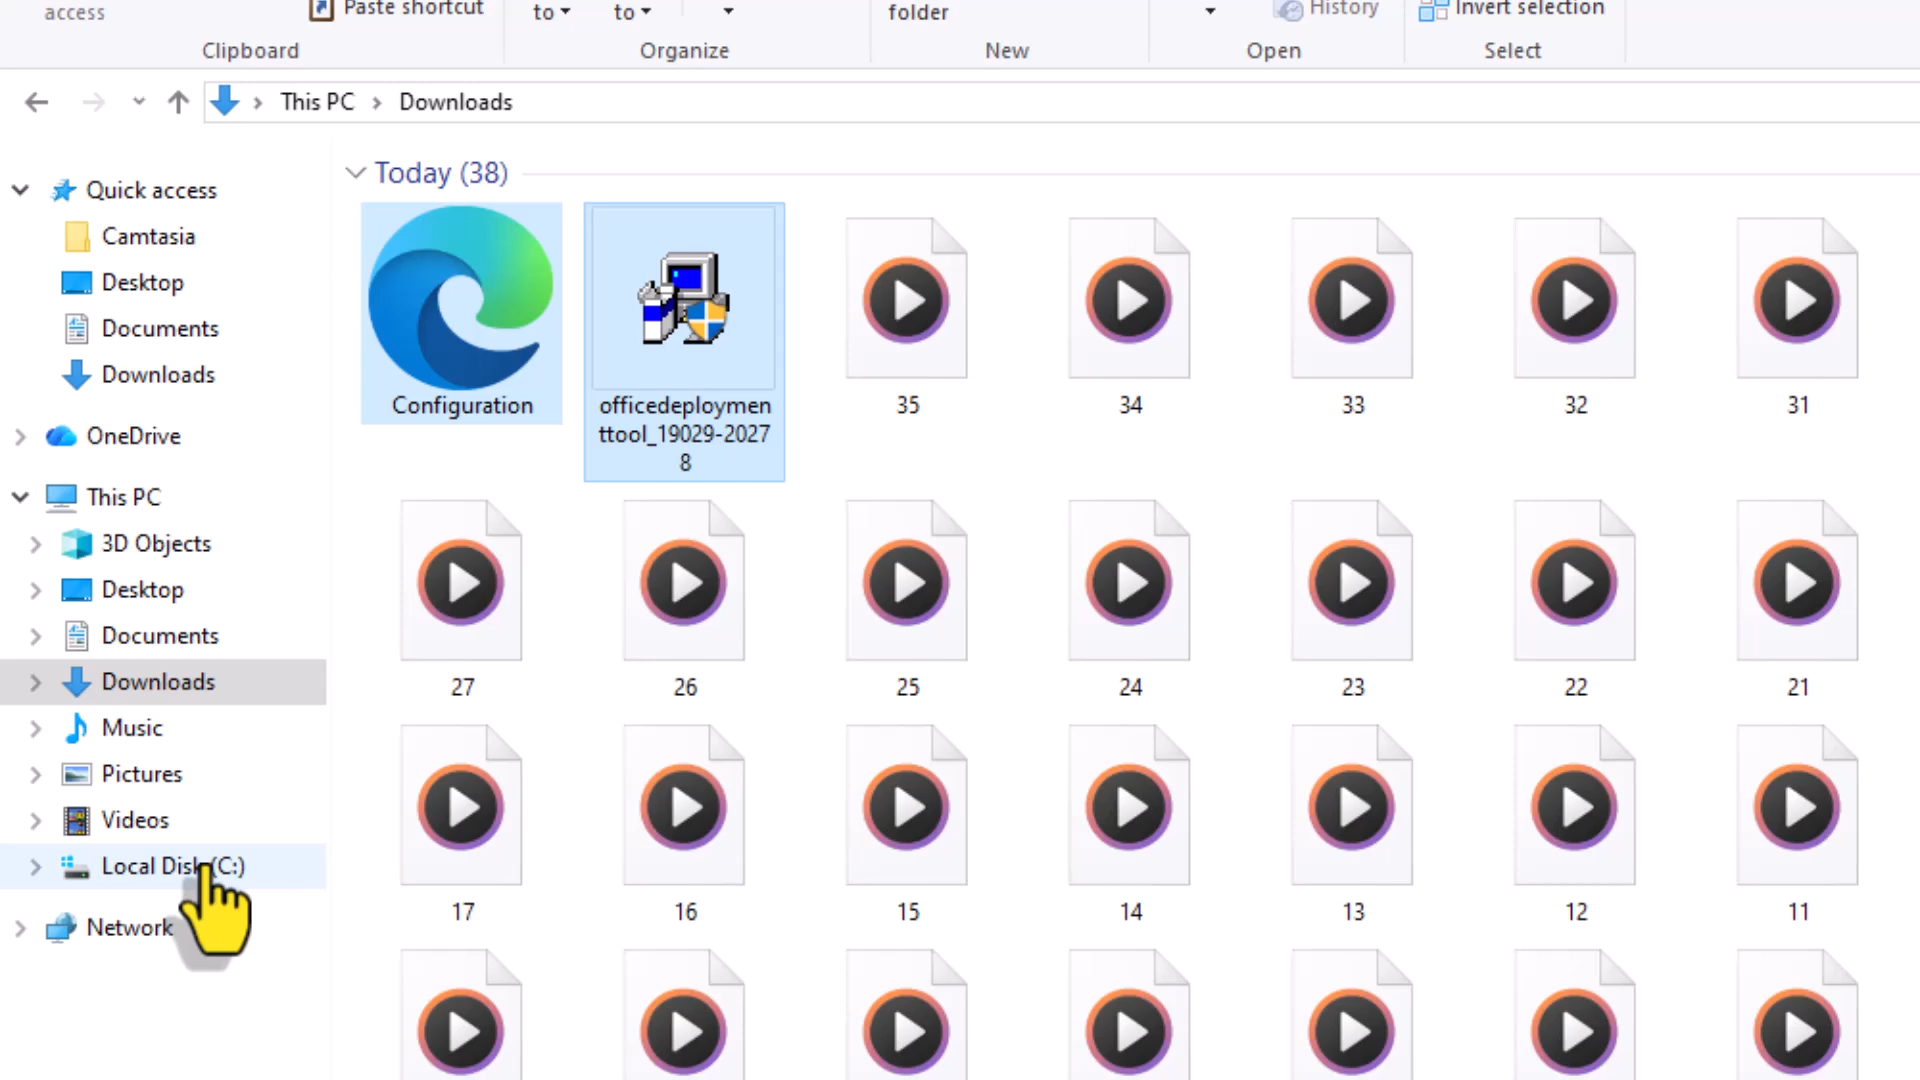 access
Paste shortcut
to
to
folder
History
Invert selection
Clipboard
Organize
New
Open
Select
This PC
Downloads
Quick access
Camtasia
Desktop
Documents
Downloads
OneDrive
This PC
3D Objects
Desktop
Documents
Downloads
Music
Pictures
Videos
Local Disk (C:)
Network
Today (38)
Configuration
officedeploymen
ttool_19029-2027
8
35
34
33
32
31
27
26
25
24
23
22
21
17
16
15
14
13
12
11